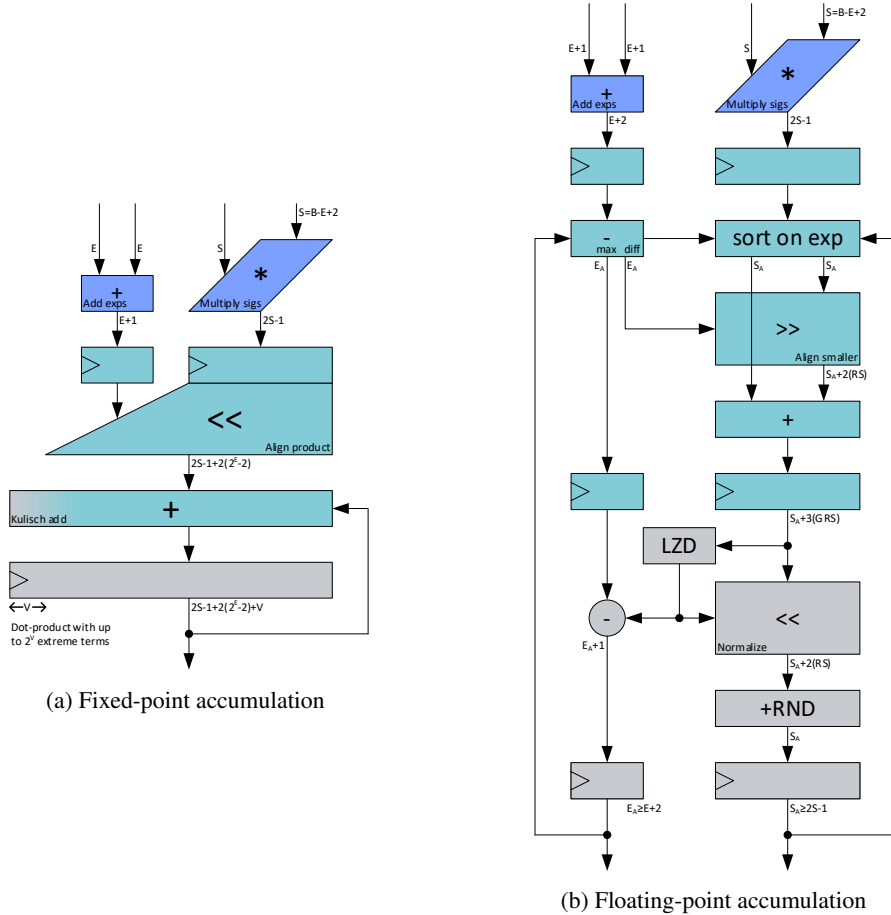 S=B-E+2
E
E
S
*
+
Add exps
Multiply sigs
E+1
2S-1
<<
Align product
2S-1+2(2^E-2)
+
Kulisch add
←V→
2S-1+2(2^E-2)+V
Dot-product with up
to 2^V extreme terms
(a) Fixed-point accumulation
S=B-E+2
E+1
E+1
S
*
+
Add exps
Multiply sigs
E+2
2S-1
-
max diff
sort on exp
E_A
E_A
S_A
S_A
>>
Align smaller
S_A+2(RS)
+
S_A+3(GRS)
LZD
-
<<
E_A+1
Normalize
S_A+2(RS)
+RND
S_A
E_A≥E+2
S_A≥2S-1
(b) Floating-point accumulation